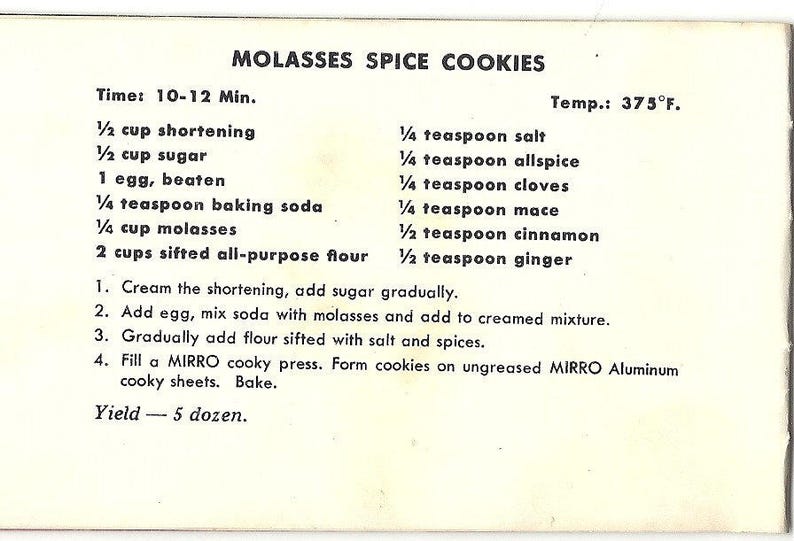 MOLASSES SPICE COOKIES
Time: 10-12 Min.
Temp.: 375°F.
½ cup shortening
½ cup sugar
1 egg, beaten
¼ teaspoon baking soda
¼ cup molasses
2 cups sifted all-purpose flour
¼ teaspoon salt
¼ teaspoon allspice
¼ teaspoon cloves
¼ teaspoon mace
½ teaspoon cinnamon
½ teaspoon ginger
1. Cream the shortening, add sugar gradually.
2. Add egg, mix soda with molasses and add to creamed mixture.
3. Gradually add flour sifted with salt and spices.
4. Fill a MIRRO cooky press. Form cookies on ungreased MIRRO Aluminum
cooky sheets. Bake.
Yield — 5 dozen.